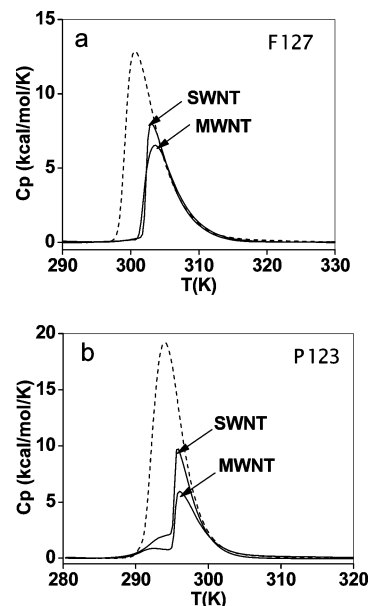 a
F127
15
10
5
0
Cp (kcal/mol/K)
SWNT
MWNT
290 300 310 320 330
T(K)
b
P123
20
15
10
5
0
Cp (kcal/mol/K)
SWNT
MWNT
280 290 300 310 320
T(K)